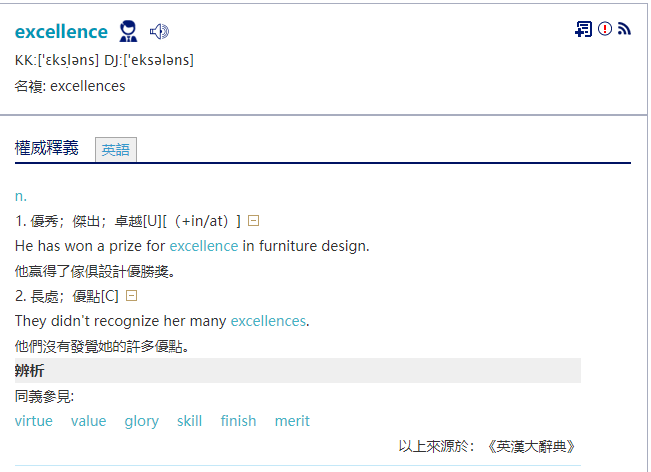 excellence
KK:[ˈɛksḷəns] DJ:[ˈeksələns]
名複: excellences
權威釋義 英語
n.
1. 優秀；傑出；卓越[U][（+in/at）]
He has won a prize for excellence in furniture design.
他贏得了傢俱設計優勝獎。
2. 長處；優點[C]
They didn't recognize her many excellences.
他們沒有發覺她的許多優點。
辨析
同義參見:
virtue value glory skill finish merit
以上來源於：《英漢大辭典》